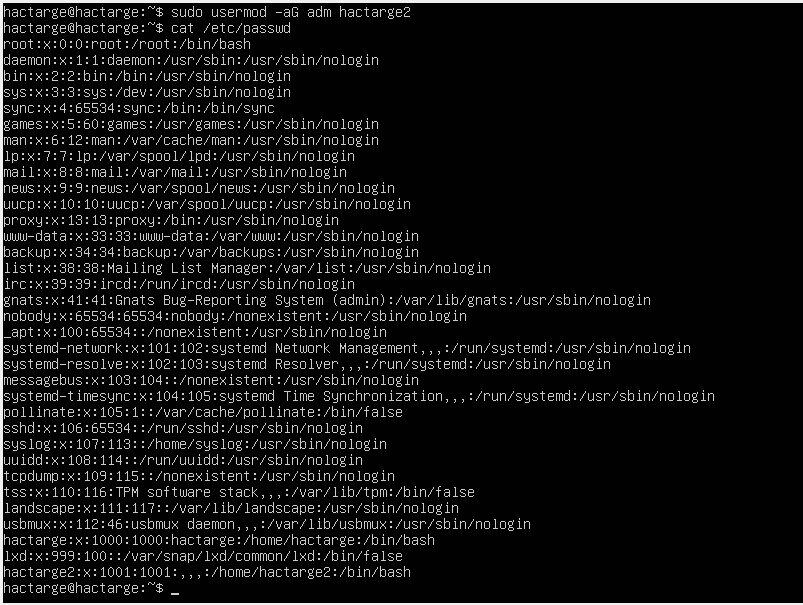 hactarge@hactarge:~$ sudo usermod -aG adm hactarge2
hactarge@hactarge:~$ cat /etc/passwd
root:x:0:0:root:/root:/bin/bash
daemon:x:1:1:daemon:/usr/sbin:/usr/sbin/nologin
bin:x:2:2:bin:/bin:/usr/sbin/nologin
sys:x:3:3:sys:/dev:/usr/sbin/nologin
sync:x:4:65534:sync:/bin:/bin/sync
games:x:5:60:games:/usr/games:/usr/sbin/nologin
man:x:6:12:man:/var/cache/man:/usr/sbin/nologin
lp:x:7:7:lp:/var/spool/lpd:/usr/sbin/nologin
mail:x:8:8:mail:/var/mail:/usr/sbin/nologin
news:x:9:9:news:/var/spool/news:/usr/sbin/nologin
uucp:x:10:10:uucp:/var/spool/uucp:/usr/sbin/nologin
proxy:x:13:13:proxy:/bin:/usr/sbin/nologin
www-data:x:33:33:www-data:/var/www:/usr/sbin/nologin
backup:x:34:34:backup:/var/backups:/usr/sbin/nologin
list:x:38:38:Mailing List Manager:/var/list:/usr/sbin/nologin
irc:x:39:39:ircd:/run/ircd:/usr/sbin/nologin
gnats:x:41:41:Gnats Bug-Reporting System (admin):/var/lib/gnats:/usr/sbin/nologin
nobody:x:65534:65534:nobody:/nonexistent:/usr/sbin/nologin
_apt:x:100:65534::/nonexistent:/usr/sbin/nologin
systemd-network:x:101:102:systemd Network Management,,,:/run/systemd:/usr/sbin/nologin
systemd-resolve:x:102:103:systemd Resolver,,,:/run/systemd:/usr/sbin/nologin
messagebus:x:103:104::/nonexistent:/usr/sbin/nologin
systemd-timesync:x:104:105:systemd Time Synchronization,,,:/run/systemd:/usr/sbin/nologin
pollinate:x:105:1::/var/cache/pollinate:/bin/false
sshd:x:106:65534::/run/sshd:/usr/sbin/nologin
syslog:x:107:113::/home/syslog:/usr/sbin/nologin
uuidd:x:108:114::/run/uuidd:/usr/sbin/nologin
tcpdump:x:109:115::/nonexistent:/usr/sbin/nologin
tss:x:110:116:TPM software stack,,,:/var/lib/tpm:/bin/false
landscape:x:111:117::/var/lib/landscape:/usr/sbin/nologin
usbmux:x:112:46:usbmux daemon,,,:/var/lib/usbmux:/usr/sbin/nologin
hactarge:x:1000:1000:hactarge:/home/hactarge:/bin/bash
lxd:x:999:100::/var/snap/lxd/common/lxd:/bin/false
hactarge2:x:1001:1001:,,,:/home/hactarge2:/bin/bash
hactarge@hactarge:~$ _